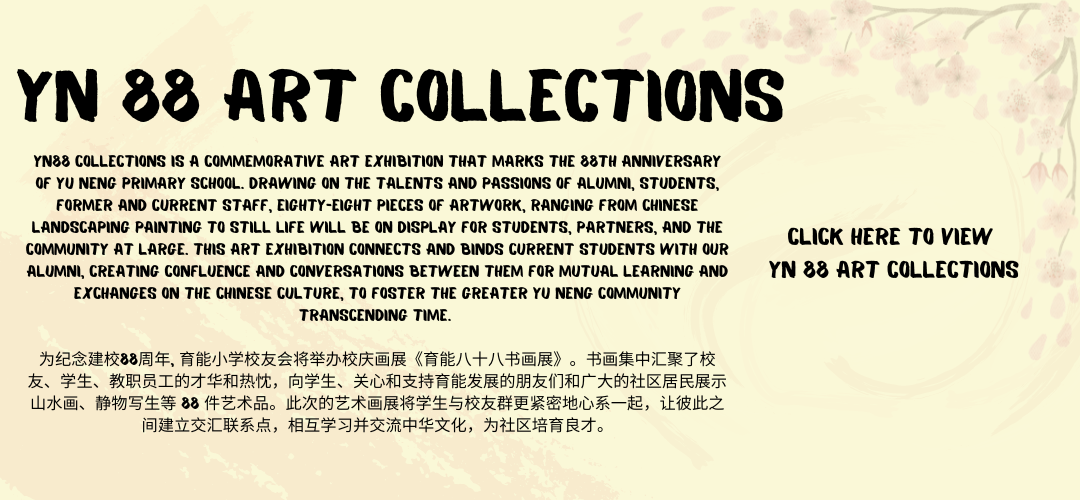 YN 88 ART COLLECTIONS
YN88 COLLECTIONS IS A COMMEMORATIVE ART EXHIBITION THAT MARKS THE 88TH ANNIVERSARY
OF YU NENG PRIMARY SCHOOL. DRAWING ON THE TALENTS AND PASSIONS OF ALUMNI, STUDENTS,
FORMER AND CURRENT STAFF, EIGHTY-EIGHT PIECES OF ARTWORK, RANGING FROM CHINESE
LANDSCAPING PAINTING TO STILL LIFE WILL BE ON DISPLAY FOR STUDENTS, PARTNERS, AND THE
COMMUNITY AT LARGE. THIS ART EXHIBITION CONNECTS AND BINDS CURRENT STUDENTS WITH OUR
ALUMNI, CREATING CONFLUENCE AND CONVERSATIONS BETWEEN THEM FOR MUTUAL LEARNING AND
EXCHANGES ON THE CHINESE CULTURE, TO FOSTER THE GREATER YU NENG COMMUNITY
TRANSCENDING TIME.
为纪念建校88周年, 育能小学校友会将举办校庆画展《育能八十八书画展》。书画集中汇聚了校
友、学生、教职员工的才华和热忱，向学生、关心和支持育能发展的朋友们和广大的社区居民展示
山水画、静物写生等 88 件艺术品。此次的艺术画展将学生与校友群更紧密地心系一起，让彼此之
间建立交汇联系点，相互学习并交流中华文化，为社区培育良才。
CLICK HERE TO VIEW
YN 88 ART COLLECTIONS